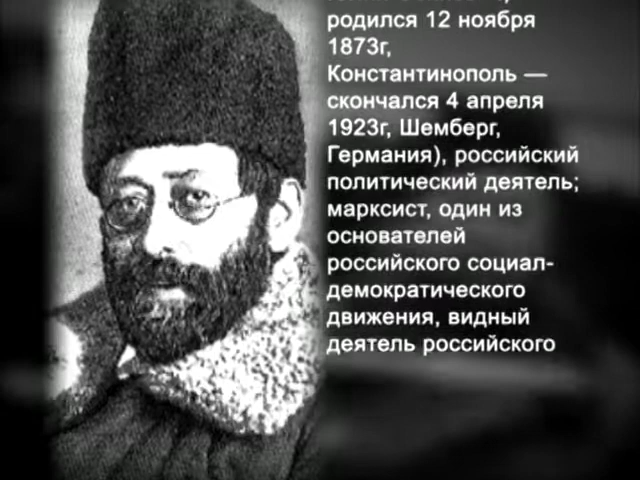 родился 12 ноября
1873г,
Константинополь —
скончался 4 апреля
1923г, Шемберг,
Германия), российский
политический деятель;
марксист, один из
основателей
российского социал-
демократического
движения, видный
деятель российского